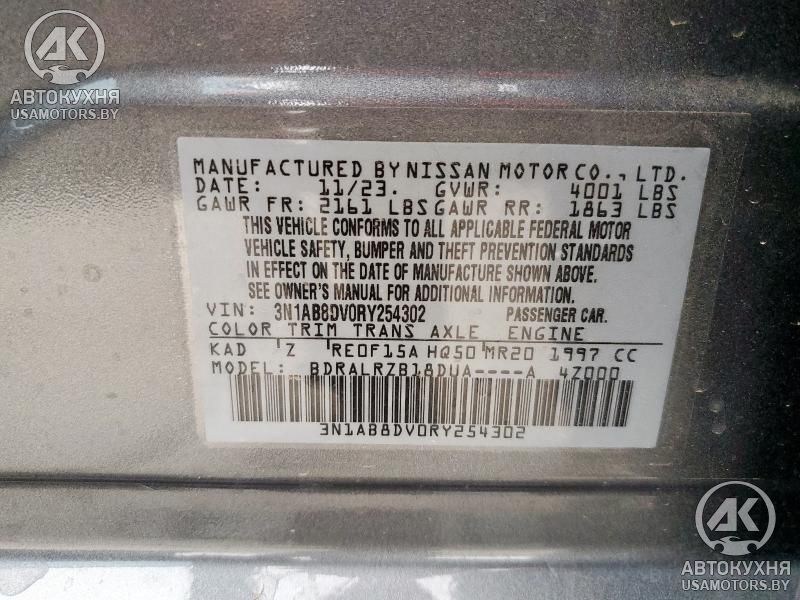 AK
АВТОКУХНЯ
USAMOTORS.BY
MANUFACTURED BY NISSAN MOTOR CO., LTD.
DATE: 11/23. GVWR: 4001 LBS
GAWR FR: 2161 LBS GAWR RR: 1863 LBS
THIS VEHICLE CONFORMS TO ALL APPLICABLE FEDERAL MOTOR
VEHICLE SAFETY, BUMPER AND THEFT PREVENTION STANDARDS
IN EFFECT ON THE DATE OF MANUFACTURE SHOWN ABOVE.
SEE OWNER'S MANUAL FOR ADDITIONAL INFORMATION.
VIN: 3N1AB8DV0RY254302 PASSENGER CAR.
COLOR TRIM TRANS AXLE ENGINE
KAD Z RE0F15A HQ50 MR20 1997 CC
MODEL: BDRALRZB18DUA----A 4Z000
3N1AB8DV0RY254302
AK
АВТОКУХНЯ
USAMOTORS.BY